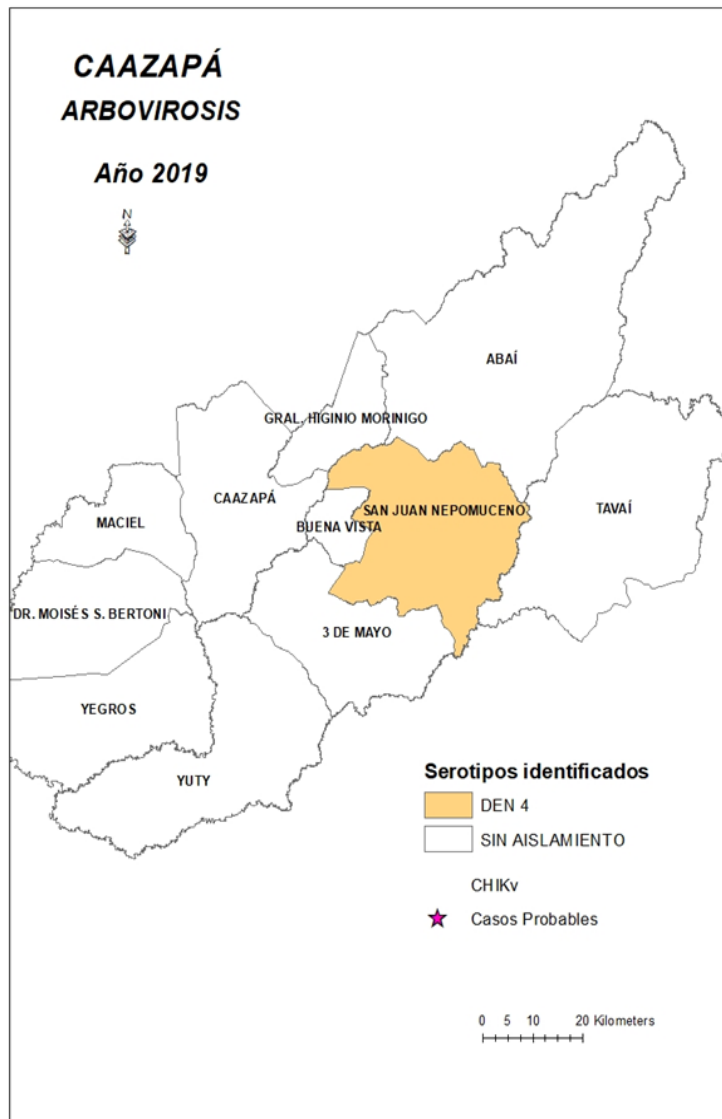 CAAZAPÁ
ARBOVIROSIS
Año 2019
N
ABAÍ
GRAL. HIGINIO MORINIGO
TAVAÍ
CAAZAPÁ
SAN JUAN NEPOMUCENO
MACIEL
BUENA VISTA
DR. MOISÉS S. BERTONI
3 DE MAYO
YEGROS
YUTY
Serotipos identificados
DEN 4
SIN AISLAMIENTO
CHIKv
Casos Probables
0 5 10 20 Kilometers